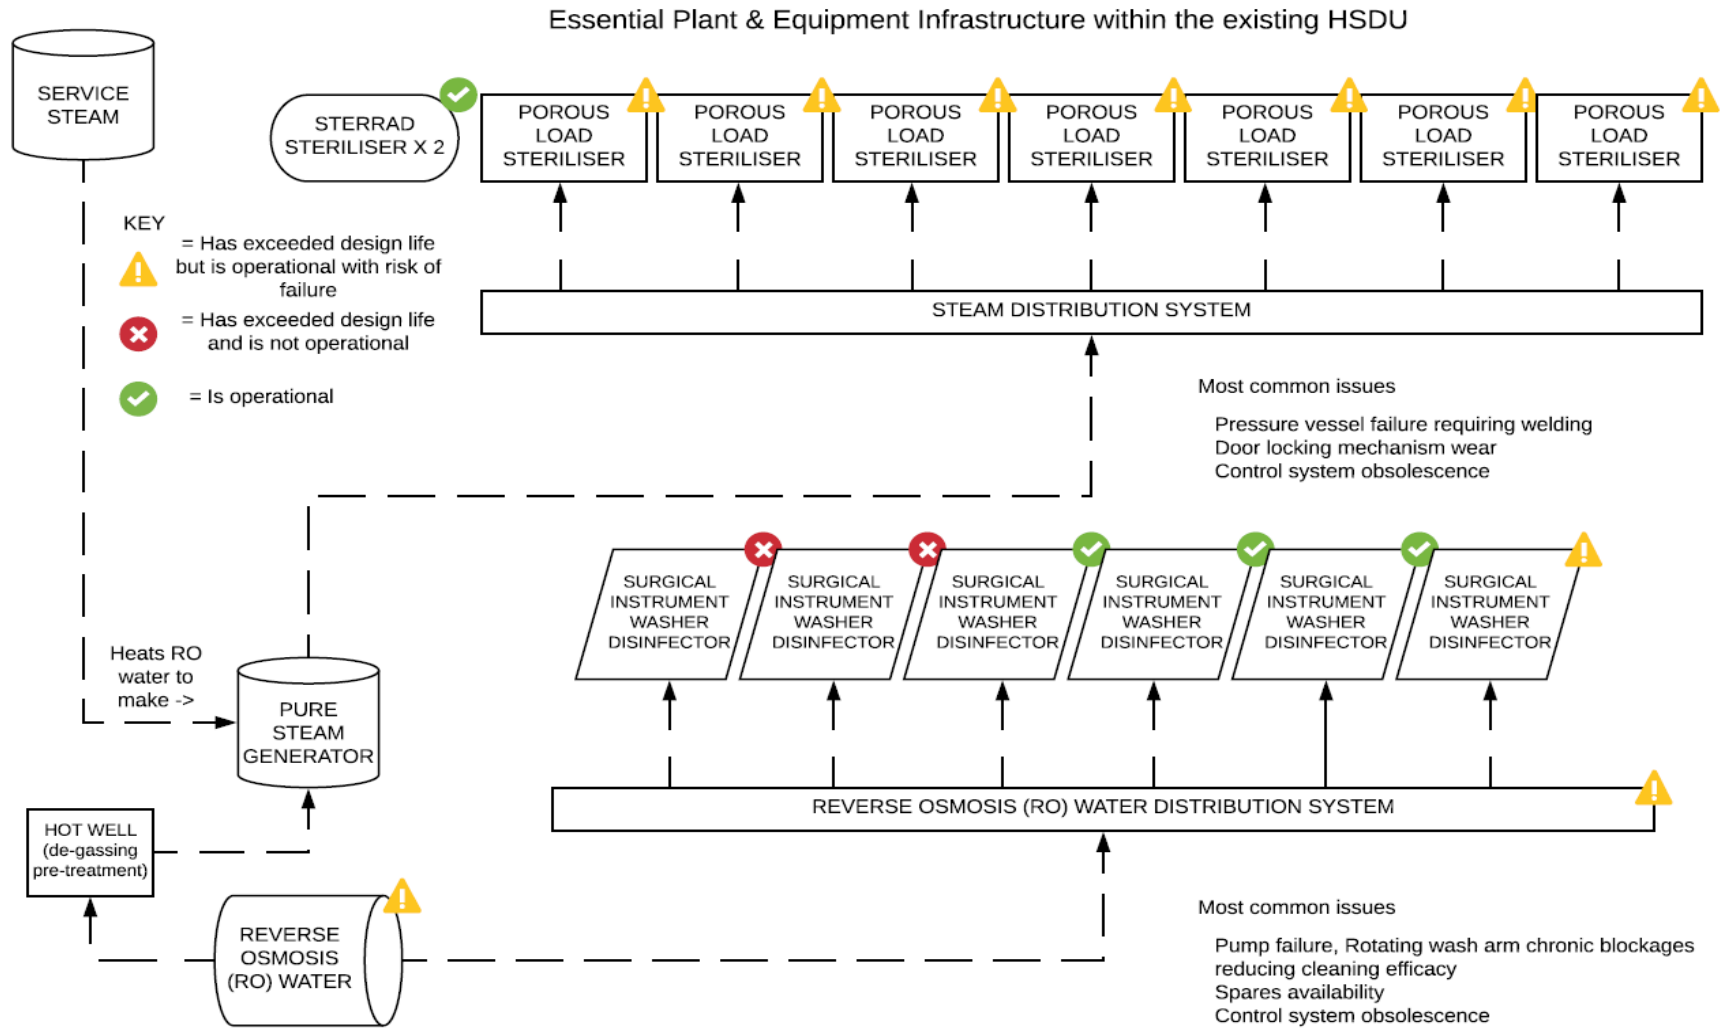 Essential Plant & Equipment Infrastructure within the existing HSDU
SERVICE
STEAM
STERRAD
STERILISER X 2
POROUS
LOAD
STERILISER
POROUS
LOAD
STERILISER
POROUS
LOAD
STERILISER
POROUS
LOAD
STERILISER
POROUS
LOAD
STERILISER
POROUS
LOAD
STERILISER
POROUS
LOAD
STERILISER
KEY
= Has exceeded design life
but is operational with risk of
failure
= Has exceeded design life
and is not operational
= Is operational
STEAM DISTRIBUTION SYSTEM
Most common issues
Pressure vessel failure requiring welding
Door locking mechanism wear
Control system obsolescence
SURGICAL
INSTRUMENT
WASHER
DISINFECTOR
SURGICAL
INSTRUMENT
WASHER
DISINFECTOR
SURGICAL
INSTRUMENT
WASHER
DISINFECTOR
SURGICAL
INSTRUMENT
WASHER
DISINFECTOR
SURGICAL
INSTRUMENT
WASHER
DISINFECTOR
SURGICAL
INSTRUMENT
WASHER
DISINFECTOR
Heats RO
water to
make ->
PURE
STEAM
GENERATOR
REVERSE OSMOSIS (RO) WATER DISTRIBUTION SYSTEM
HOT WELL
(de-gassing
pre-treatment)
REVERSE
OSMOSIS
(RO) WATER
Most common issues
Pump failure, Rotating wash arm chronic blockages
reducing cleaning efficacy
Spares availability
Control system obsolescence